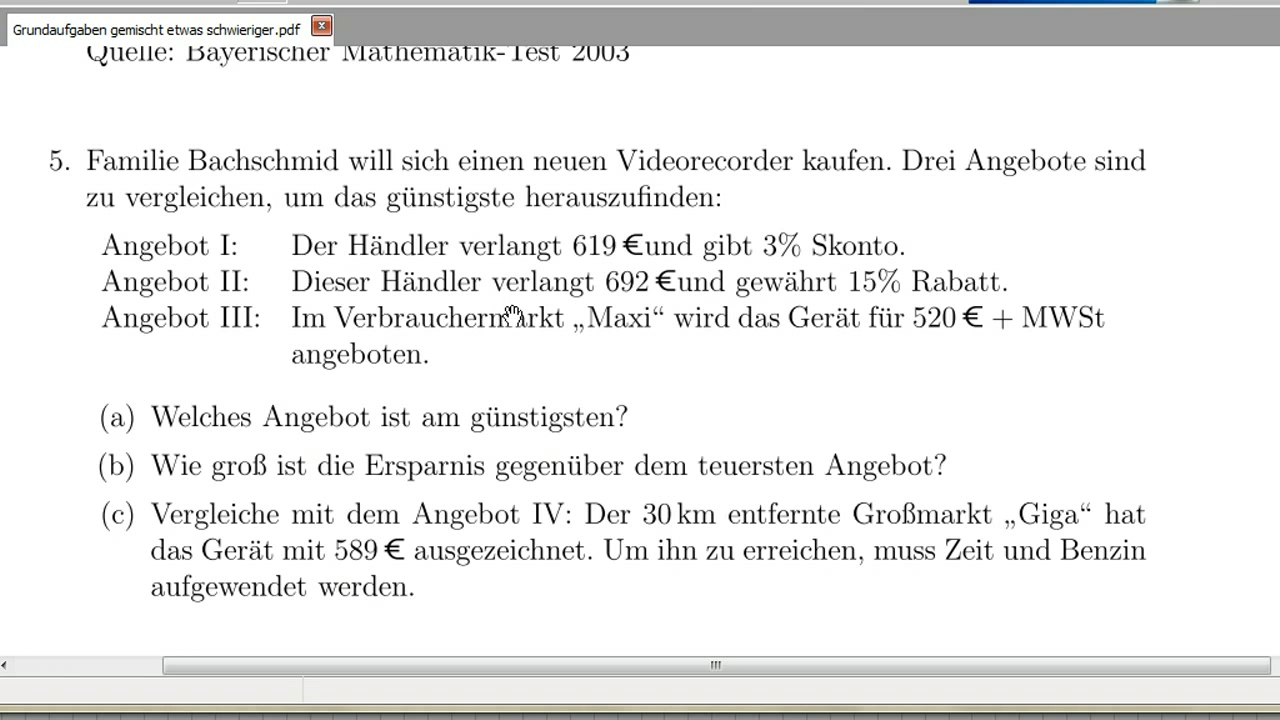 Grundaufgaben gemischt etwas schwieriger.pdf
Quelle: Bayerischer Mathematik-Test 2003
5. Familie Bachschmid will sich einen neuen Videorecorder kaufen. Drei Angebote sind
zu vergleichen, um das günstigste herauszufinden:
Angebot I: Der Händler verlangt 619 €und gibt 3% Skonto.
Angebot II: Dieser Händler verlangt 692 €und gewährt 15% Rabatt.
Angebot III: Im Verbrauchermarkt „Maxi“ wird das Gerät für 520 € + MWSt
angeboten.
(a) Welches Angebot ist am günstigsten?
(b) Wie groß ist die Ersparnis gegenüber dem teuersten Angebot?
(c) Vergleiche mit dem Angebot IV: Der 30 km entfernte Großmarkt „Giga“ hat
das Gerät mit 589 € ausgezeichnet. Um ihn zu erreichen, muss Zeit und Benzin
aufgewendet werden.